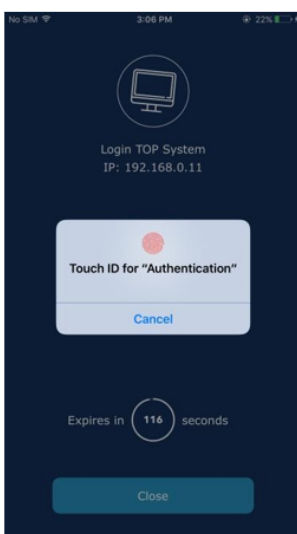 No SIM 3:06 PM 22%
Login TOP System
IP: 192.168.0.11
Touch ID for “Authentication”
Cancel
Expires in 116 seconds
Close